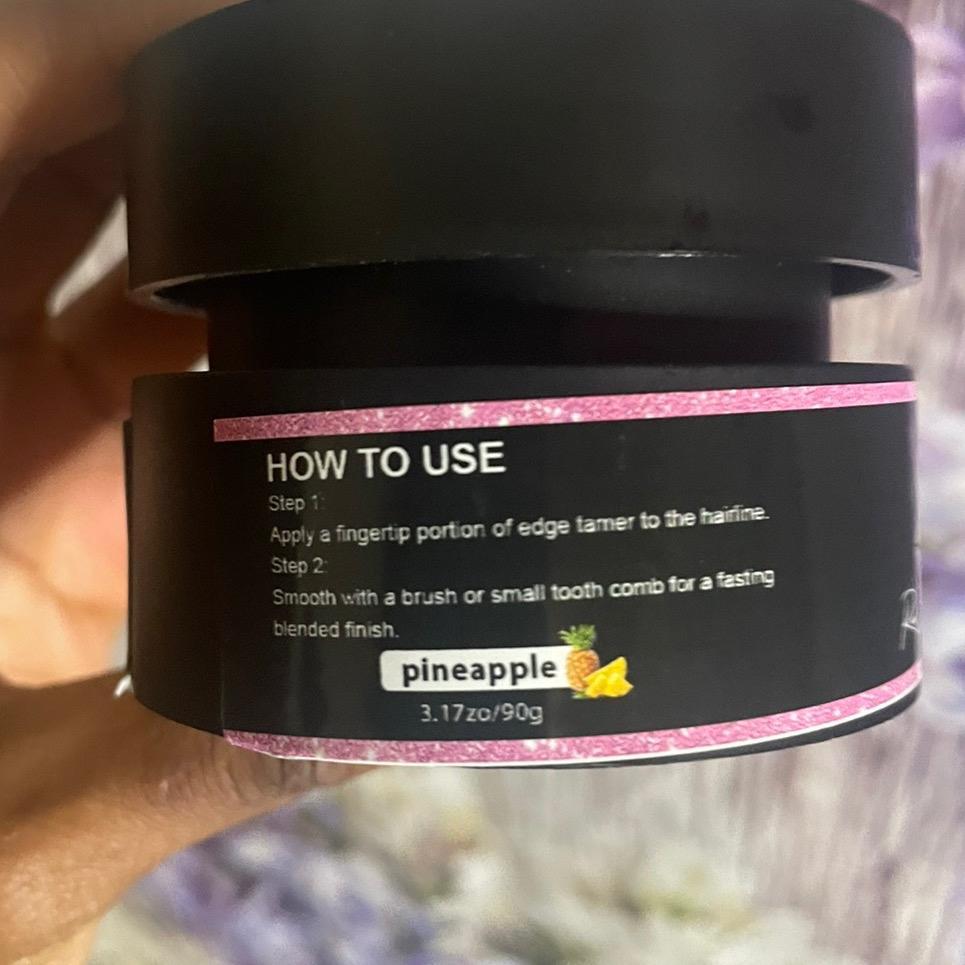 HOW TO USE
Step 1:
Apply a fingertip portion of edge tamer to the hairline.
Step 2:
Smooth with a brush or small tooth comb for a fasting
blended finish.
pineapple
3.17zo/90g